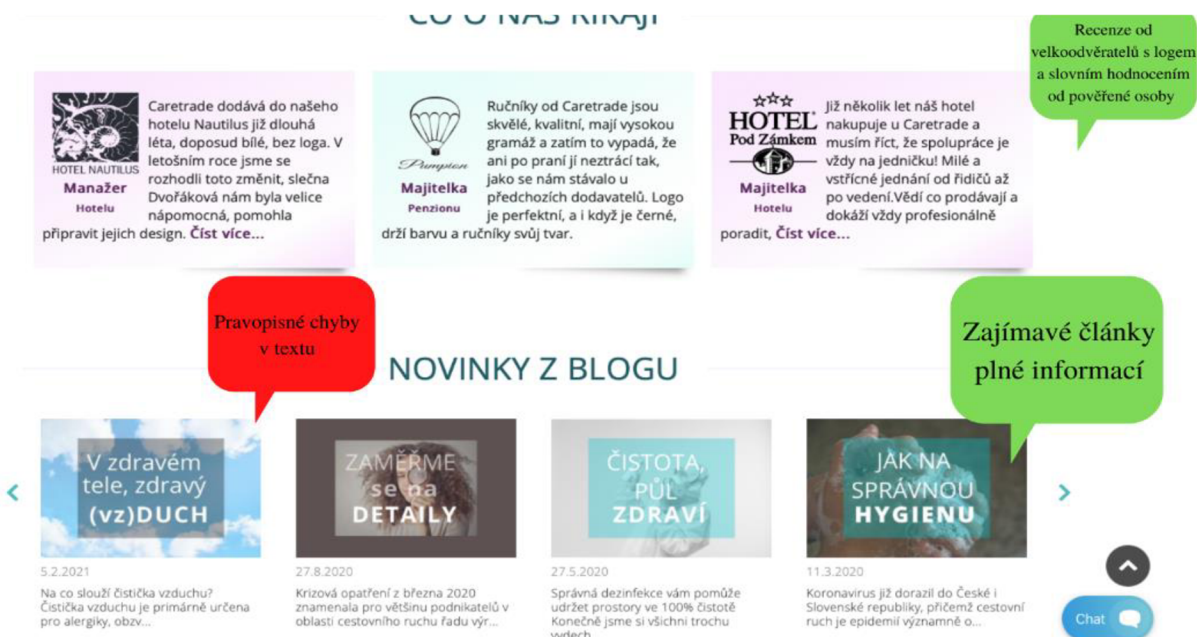 CO O NÁS ŘÍKAJÍ
Recenze od
velkoodvěratelů s logem
a slovním hodnocením
od pověřené osoby
HOTEL NAUTILUS
Manažer
Hotelu
Caretrade dodává do našeho
hotelu Nautilus již dlouhá
léta, doposud bílé, bez loga. V
letošním roce jsme se
rozhodli toto změnit, slečna
Dvořáková nám byla velice
nápomocná, pomohla
připravit jejich design. Číst více...
Pumpton
Majitelka
Penzionu
Ručníky od Caretrade jsou
skvělé, kvalitní, mají vysokou
gramáž a zatím to vypadá, že
ani po praní jí neztrácí tak,
jako se nám stávalo u
předchozích dodavatelů. Logo
je perfektní, a i když je černé,
drží barvu a ručníky svůj tvar.
HOTEL
Pod Zámkem
Majitelka
Hotelu
Již několik let náš hotel
nakupuje u Caretrade a
musím říct, že spolupráce je
vždy na jedničku! Milé a
vstřícné jednání od řidičů až
po vedení.Vědí co prodávají a
dokáží vždy profesionálně
poradit, Číst více...
Pravopisné chyby
v textu
Zajímavé články
plné informací
NOVINKY Z BLOGU
V zdravém
tele, zdravý
(vz)DUCH
5.2.2021
Na co slouží čistička vzduchu?
Čistička vzduchu je primárně určena
pro alergiky, obzv...
ZAMĚŘME
se na
DETAILY
27.8.2020
Krizová opatření z března 2020
znamenala pro většinu podnikatelů v
oblasti cestovního ruchu řadu výr...
ČISTOTA,
PŮL
ZDRAVÍ
27.5.2020
Správná dezinfekce vám pomůže
udržet prostory ve 100% čistotě
Konečně jsme si všichni trochu
vydech...
JAK NA
SPRÁVNOU
HYGIENU
11.3.2020
Koronavirus již dorazil do České i
Slovenské republiky, přičemž cestovní
ruch je epidemií významně o...
Chat